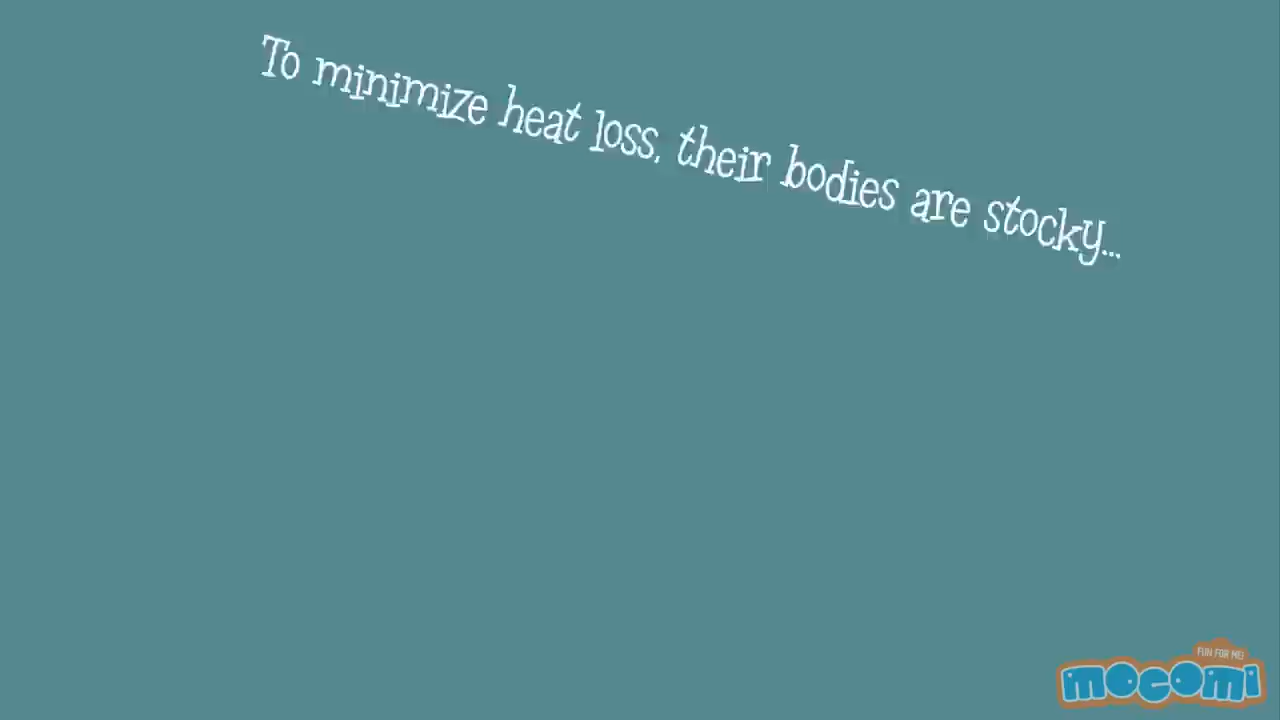 To minimize heat loss, their bodies are stocky...
FUN FOR ME!
mocomi